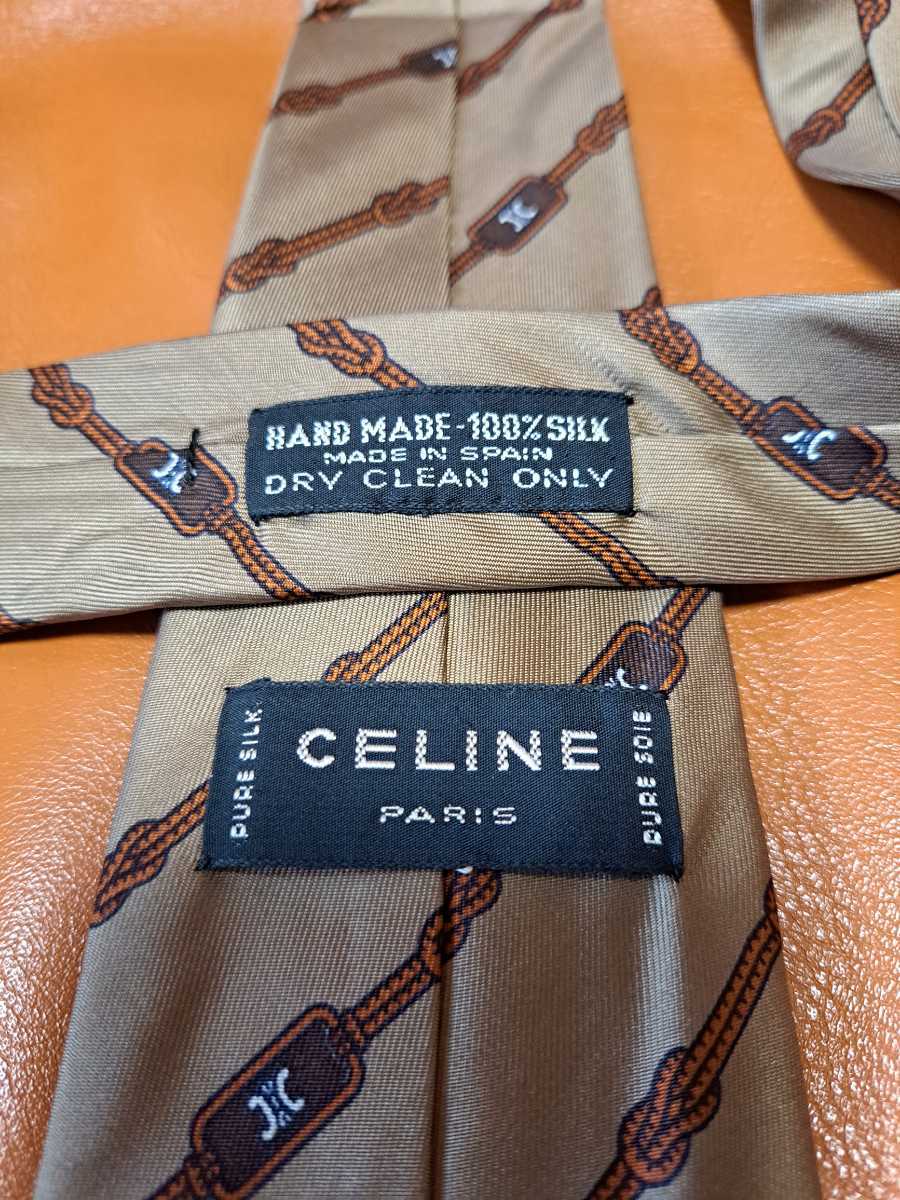 HAND MADE-100% SILK
MADE IN SPAIN
DRY CLEAN ONLY
PURE SILK
CELINE
PARIS
PURE SOIE